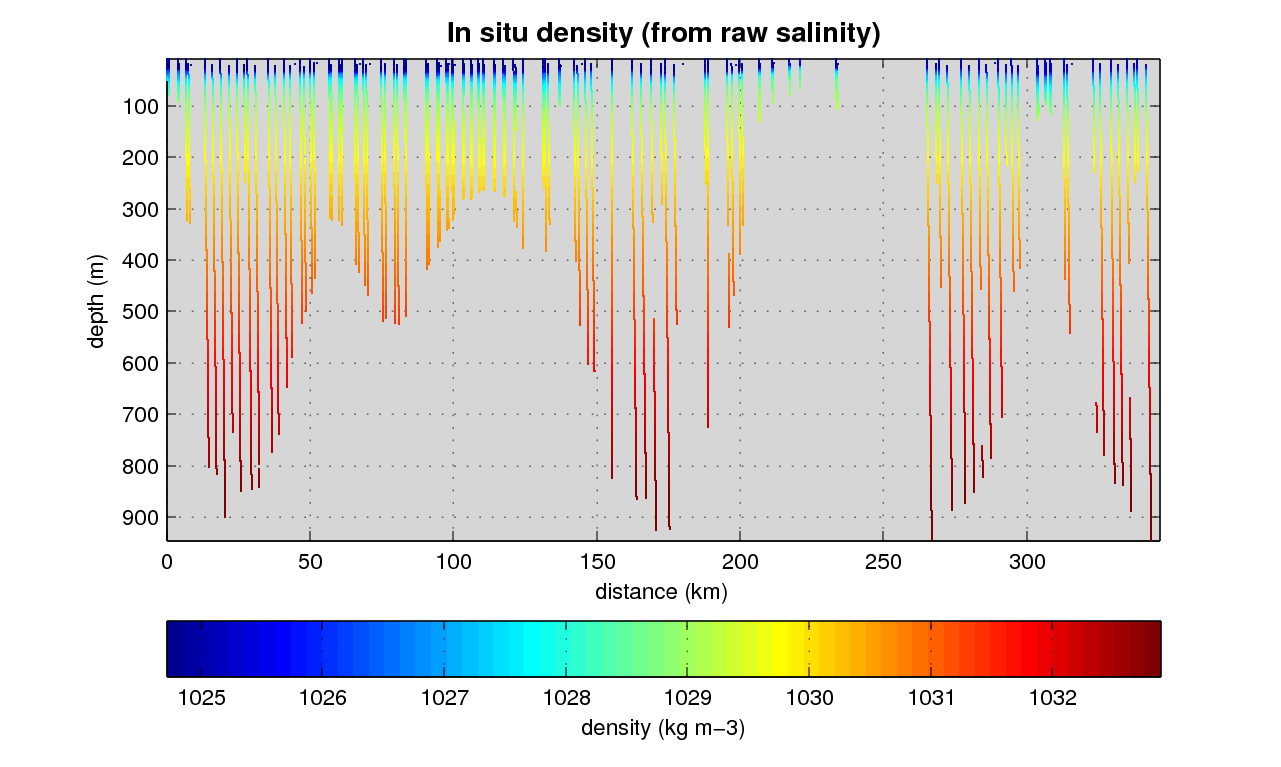 In situ density (from raw salinity)
100
200
300
400
500
600
700
800
900
depth (m)
0 50 100 150 200 250 300
distance (km)
1025 1026 1027 1028 1029 1030 1031 1032
density (kg m−3)